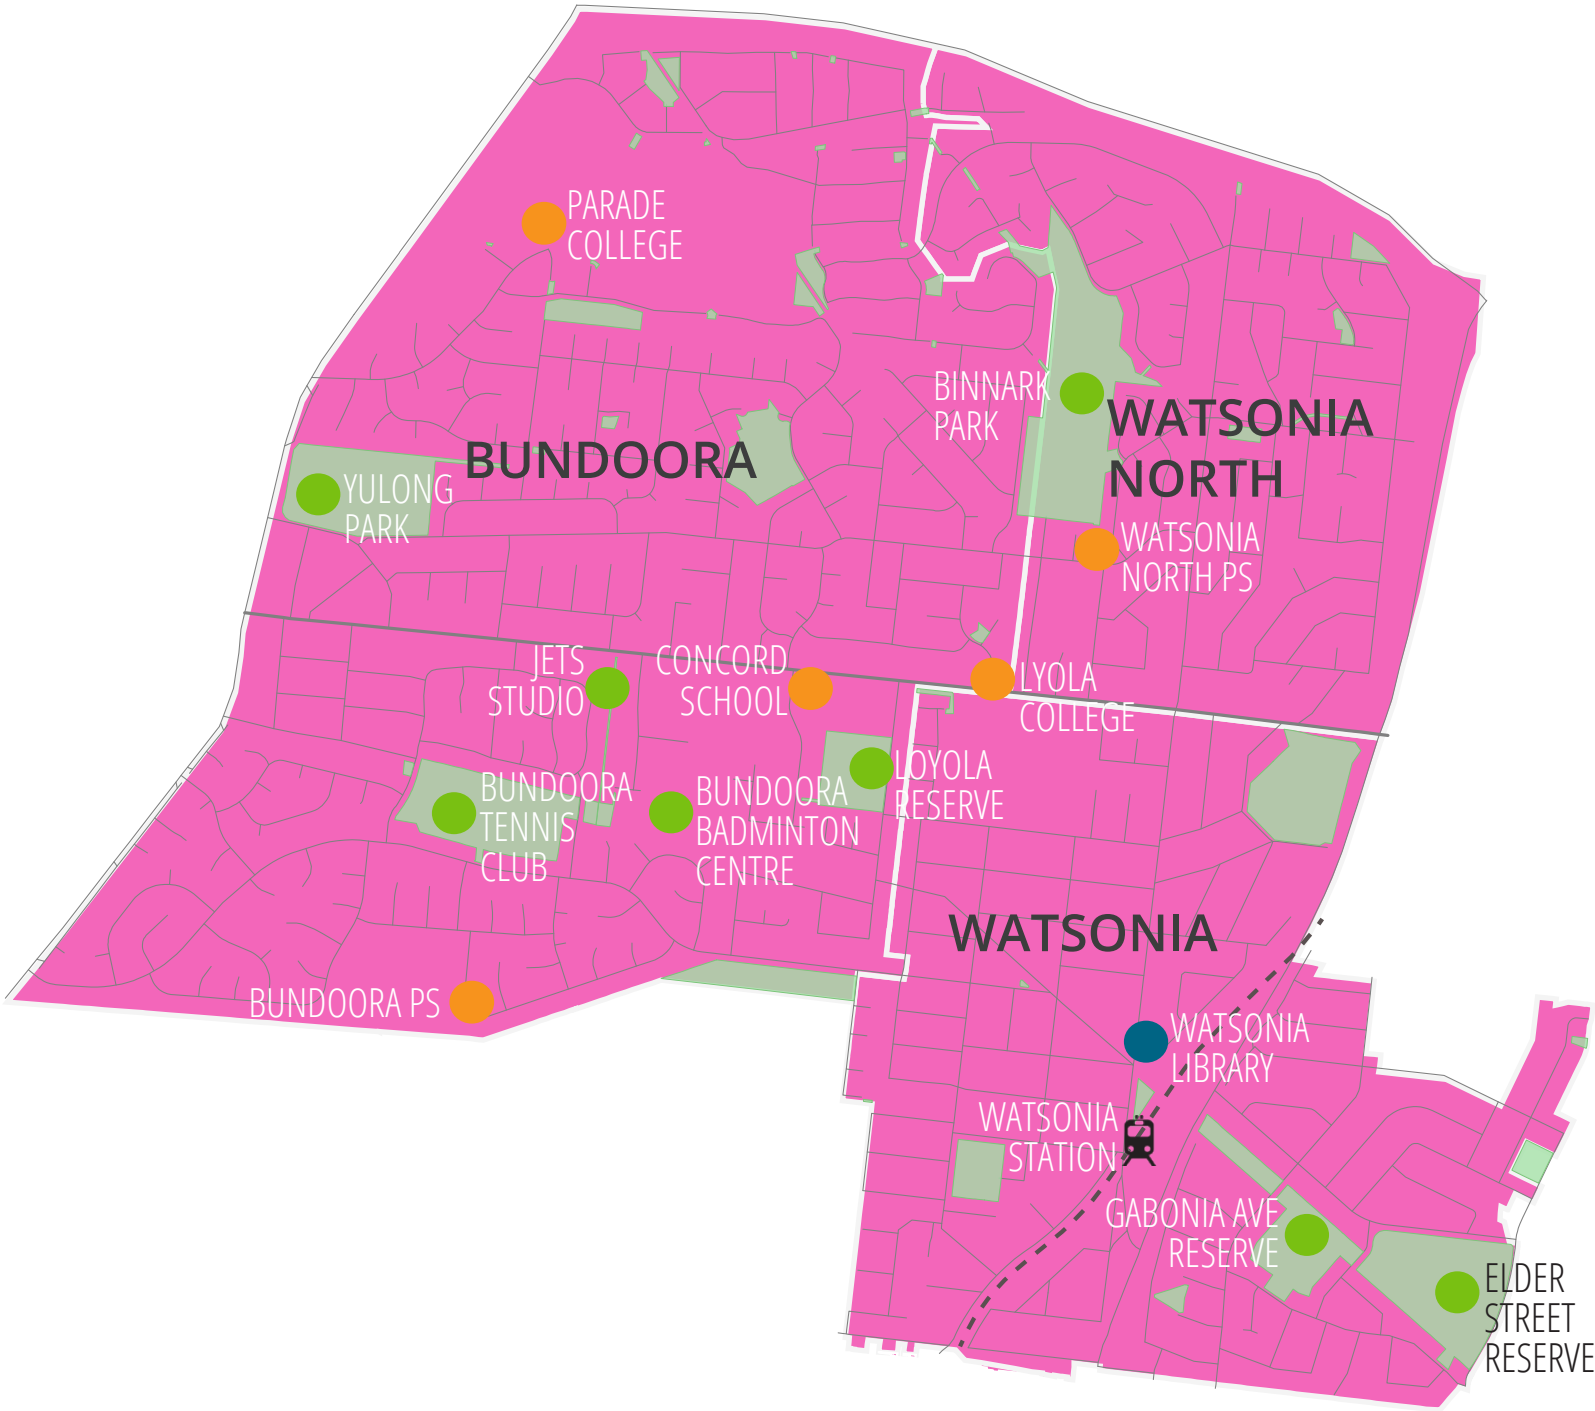 PARADE
COLLEGE
BINNARK
PARK
WATSONIA
NORTH
BUNDOORA
YULONG
PARK
WATSONIA
NORTH PS
JETS
STUDIO
CONCORD
SCHOOL
LYOLA
COLLEGE
LOYOLA
RESERVE
BUNDOORA
TENNIS
CLUB
BUNDOORA
BADMINTON
CENTRE
WATSONIA
BUNDOORA PS
WATSONIA
LIBRARY
WATSONIA
STATION
GABONIA AVE
RESERVE
ELDER
STREET
RESERVE